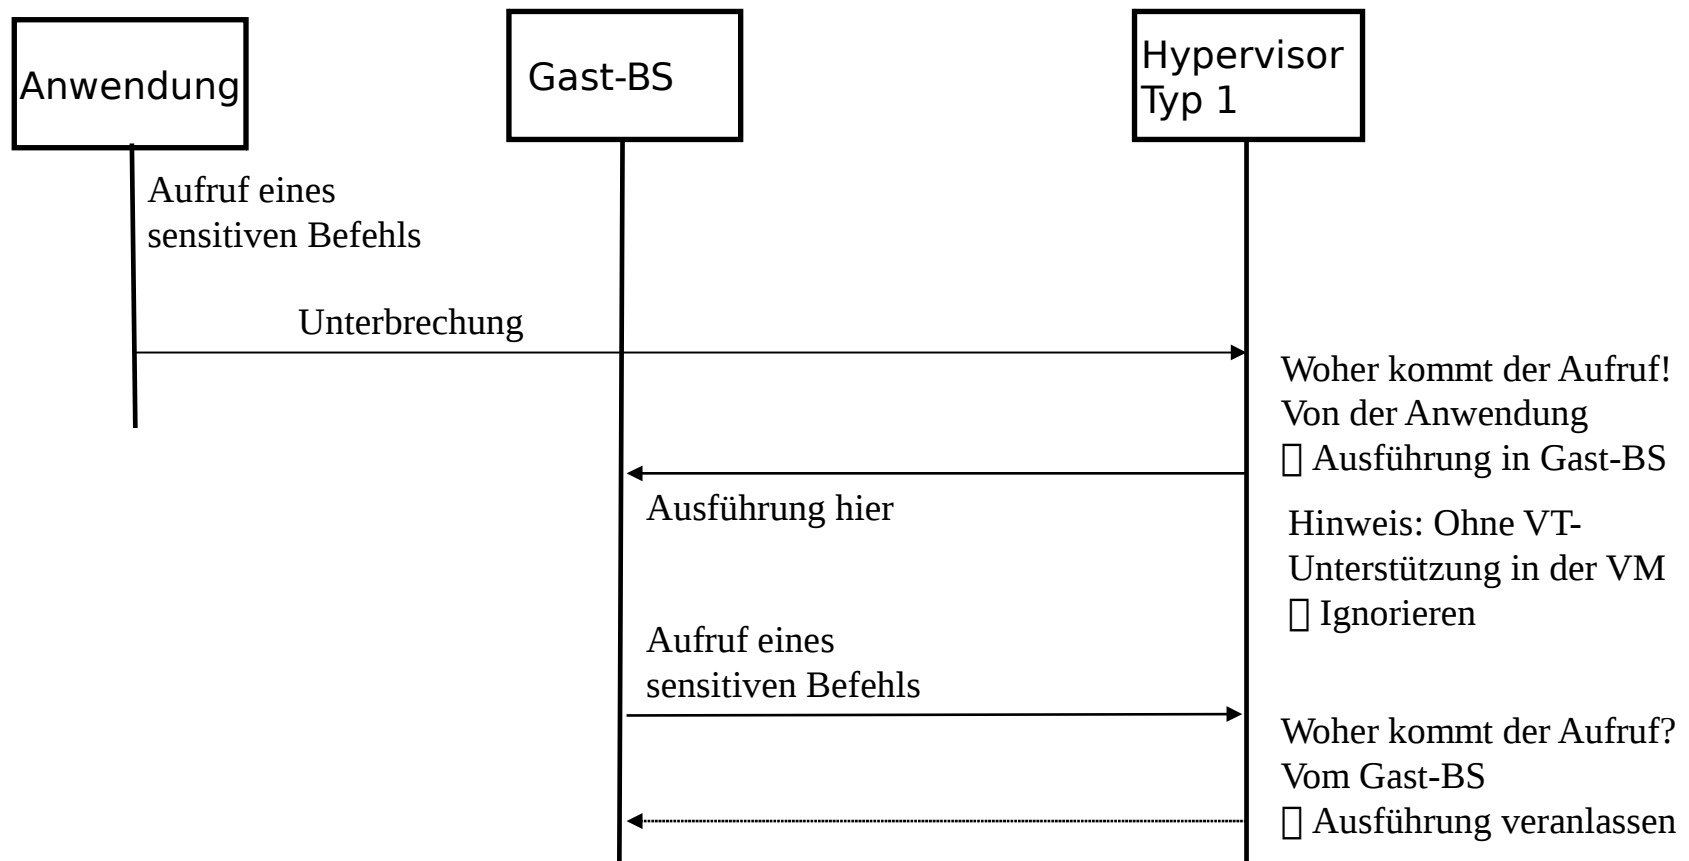 Anwendung
Gast-BS
Hypervisor
Typ 1
Aufruf eines
sensitiven Befehls
Unterbrechung
Woher kommt der Aufruf!
Von der Anwendung
▯ Ausführung in Gast-BS
Ausführung hier
Hinweis: Ohne VT-
Unterstützung in der VM
▯ Ignorieren
Aufruf eines
sensitiven Befehls
Woher kommt der Aufruf?
Vom Gast-BS
▯ Ausführung veranlassen